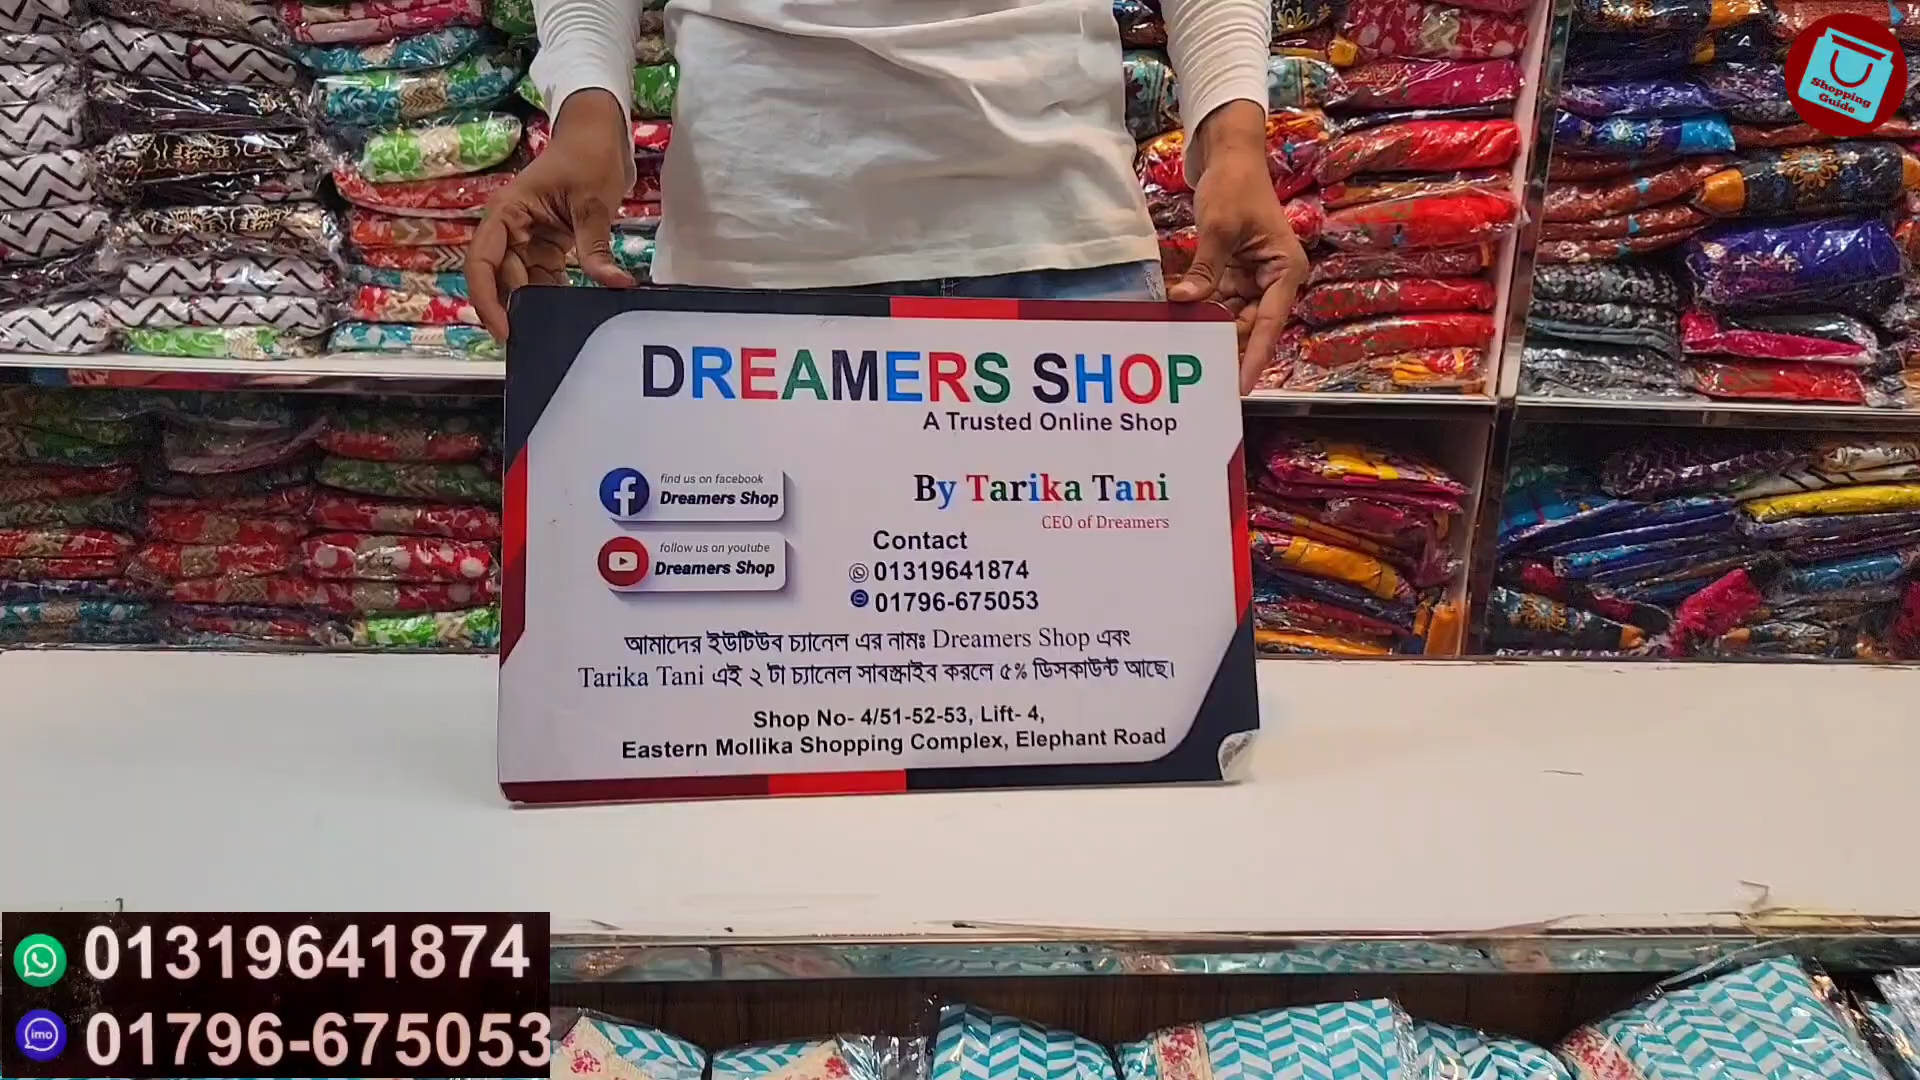 Shopping
Guide
DREAMERS SHOP
A Trusted Online Shop
find us on facebook
Dreamers Shop
follow us on youtube
Dreamers Shop
By Tarika Tani
CEO of Dreamers
Contact
01319641874
01796-675053
আমাদের ইউটিউব চ্যানেল এর নামঃ Dreamers Shop এবং
Tarika Tani এই ২ টা চ্যানেল সাবস্ক্রাইব করলে ৫% ডিসকাউন্ট আছে।
Shop No- 4/51-52-53, Lift- 4,
Eastern Mollika Shopping Complex, Elephant Road
01319641874
imo 01796-675053